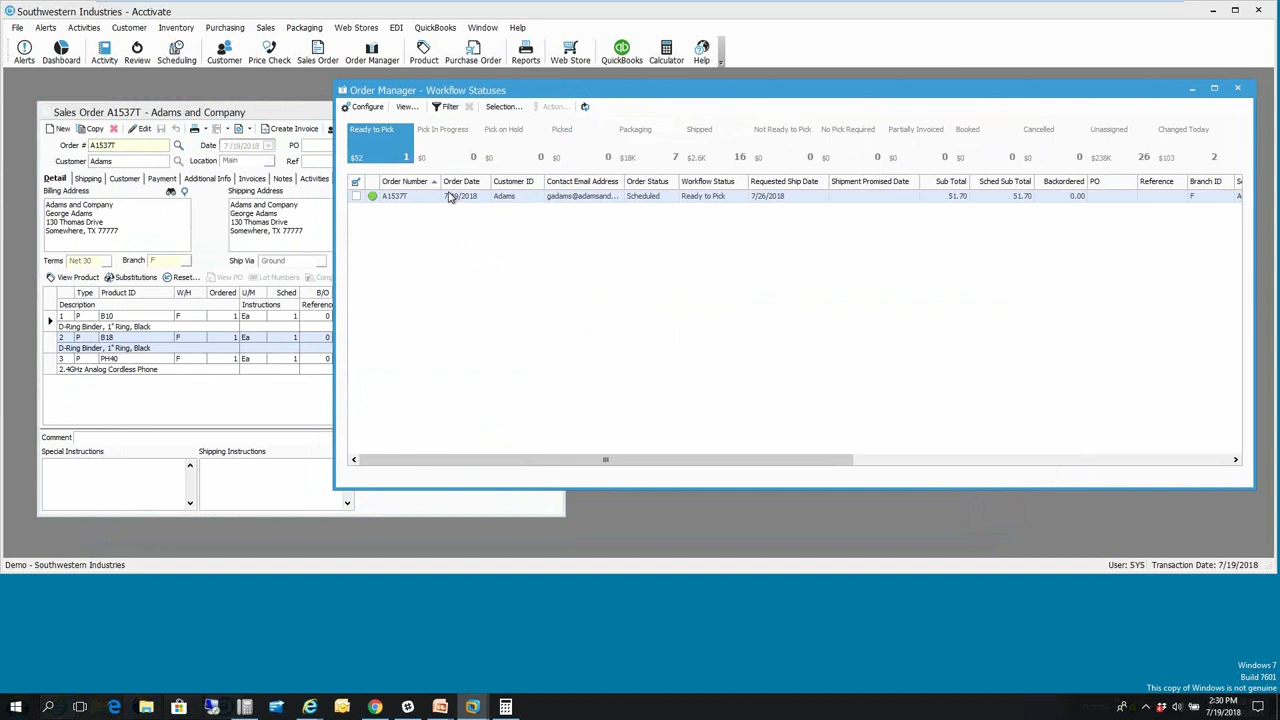 Southwestern Industries - Acctivate
File Alerts Activities Customer Inventory Purchasing Sales Packaging Web Stores EDI QuickBooks Window Help
Alerts Dashboard Activity Review Scheduling Customer Price Check Sales Order Order Manager Product Purchase Order Reports Web Store QuickBooks Calculator Help
Sales Order A1537T - Adams and Company
New Copy Edit Create Invoice
Order # A1537T Date 7/19/2018 PO
Customer Adams Location Main Ref
Detail Shipping Customer Payment Additional Info Invoices Notes Activities
Billing Address Shipping Address
Adams and Company Adams and Company
George Adams George Adams
130 Thomas Drive 130 Thomas Drive
Somewhere, TX 77777 Somewhere, TX 77777
Terms Net 30 Branch F Ship Via Ground
View Product Substitutions Reset... View PO Lot Numbers
Type Product ID W/H Ordered U/M Sched B/O
Description Instructions Reference
1 P B10 F 1 Ea 1 0
D-Ring Binder, 1" Ring, Black
2 P B18 F 1 Ea 1 0
D-Ring Binder, 1" Ring, Black
3 P PH40 F 1 Ea 1 0
2.4GHz Analog Cordless Phone
Comment
Special Instructions Shipping Instructions
Order Manager - Workflow Statuses
Configure View... Filter Selection... Action...
Ready to Pick Pick In Progress Pick on Hold Picked Packaging Shipped Not Ready to Pick No Pick Required Partially Invoiced Booked Cancelled Unassigned Changed Today
$52 1 $0 0 $0 0 $0 0 $18K 7 $2.6K 16 $0 0 $0 0 $0 0 $0 0 $0 0 $238K 26 $103 2
Order Number Order Date Customer ID Contact Email Address Order Status Workflow Status Requested Ship Date Shipment Promised Date Sub Total Sched Sub Total Backordered PO Reference Branch ID
A1537T 7/19/2018 Adams gadams@adamsand... Scheduled Ready to Pick 7/26/2018 51.70 51.70 0.00 F
Demo - Southwestern Industries User: SYS Transaction Date: 7/19/2018
Windows 7
Build 7601
This copy of Windows is not genuine
2:30 PM
7/19/2018